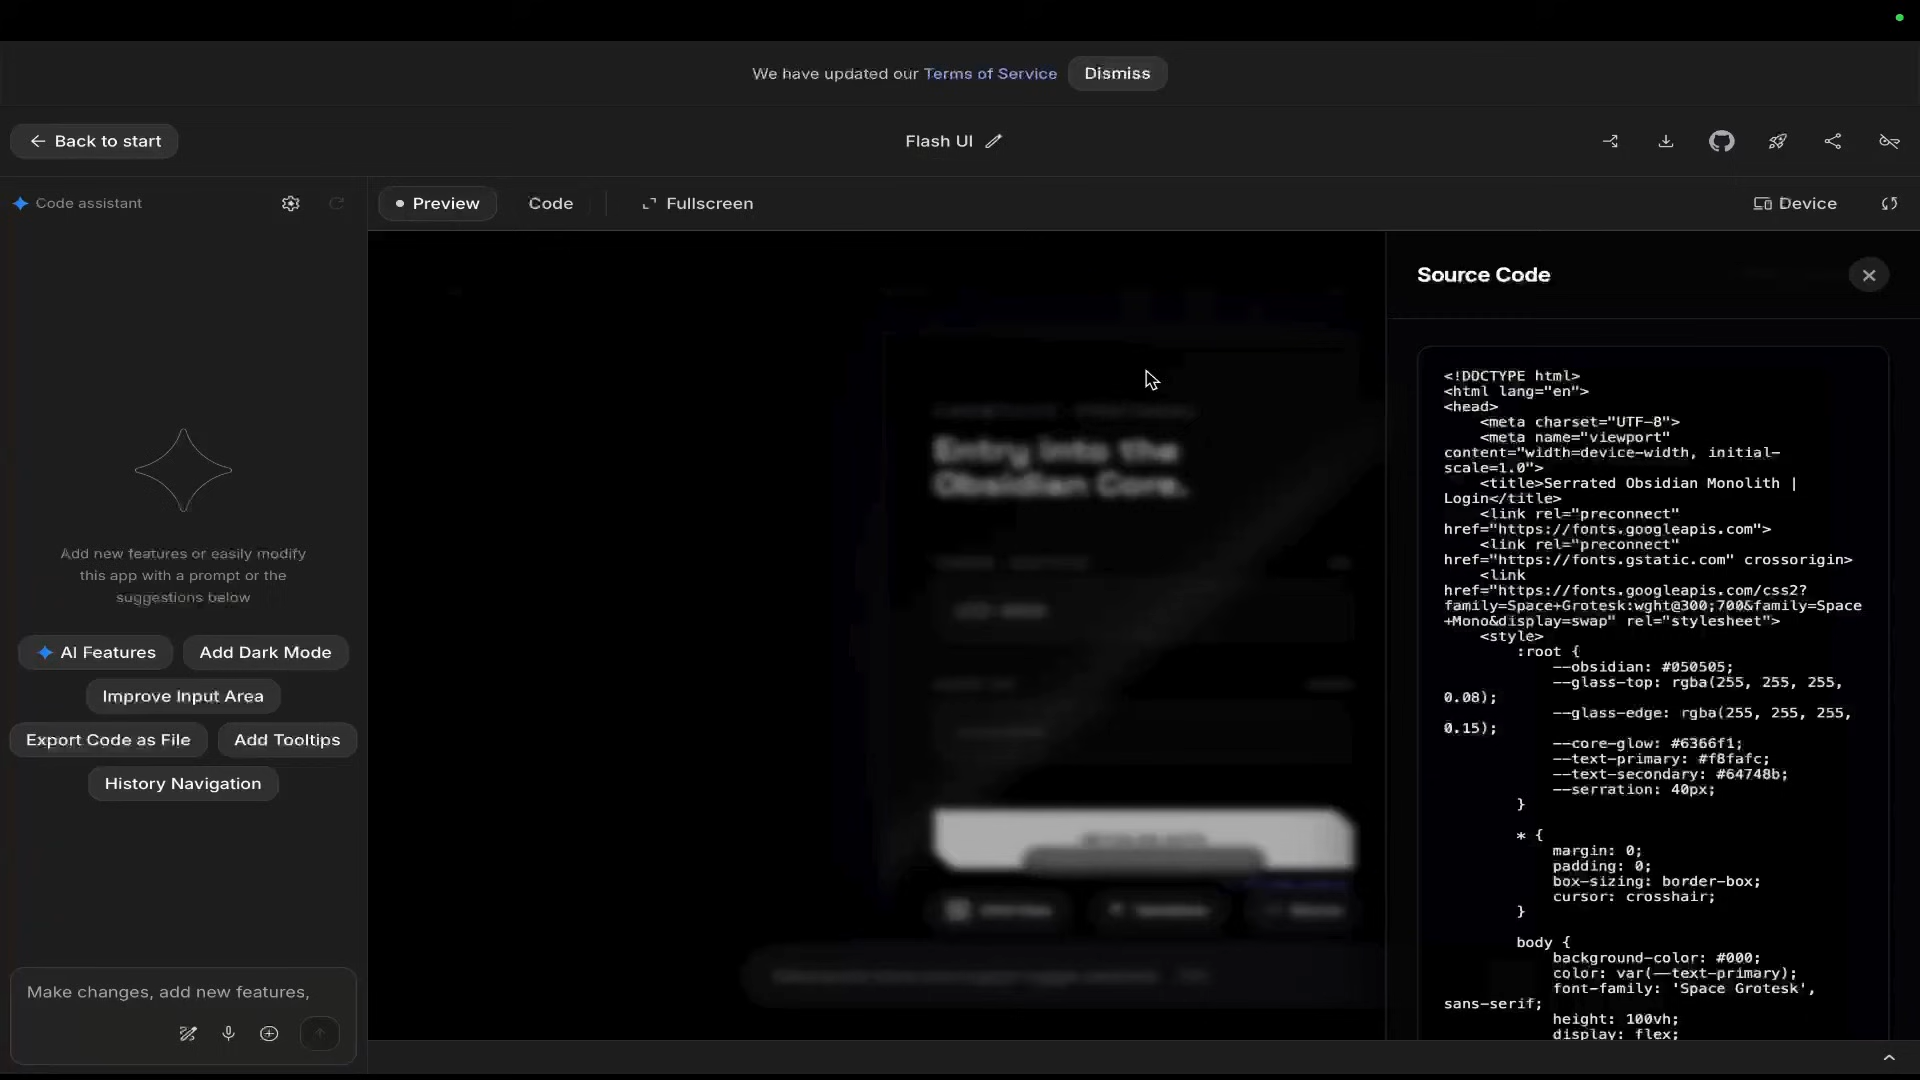 We have updated our Terms of Service
Dismiss
Back to start
Flash UI
Code assistant
Preview
Code
Fullscreen
Device
Add new features or easily modify
this app with a prompt or the
suggestions below
AI Features
Add Dark Mode
Improve Input Area
Export Code as File
Add Tooltips
History Navigation
Make changes, add new features,
Entry into the
Obsidian Core.
Source Code
<!DOCTYPE html>
<html lang="en">
<head>
    <meta charset="UTF-8">
    <meta name="viewport"
content="width=device-width, initial-
scale=1.0">
    <title>Serrated Obsidian Monolith |
Login</title>
    <link rel="preconnect"
href="https://fonts.googleapis.com">
    <link rel="preconnect"
href="https://fonts.gstatic.com" crossorigin>
    <link
href="https://fonts.googleapis.com/css2?
family=Space+Grotesk:wght@300;700&family=Space
+Mono&display=swap" rel="stylesheet">
    <style>
        :root {
            --obsidian: #050505;
            --glass-top: rgba(255, 255, 255,
0.08);
            --glass-edge: rgba(255, 255, 255,
0.15);
            --core-glow: #6366f1;
            --text-primary: #f8fafc;
            --text-secondary: #64748b;
            --serration: 40px;
        }
        * {
            margin: 0;
            padding: 0;
            box-sizing: border-box;
            cursor: crosshair;
        }
        body {
            background-color: #000;
            color: var(--text-primary);
            font-family: 'Space Grotesk',
sans-serif;
            height: 100vh;
            display: flex;